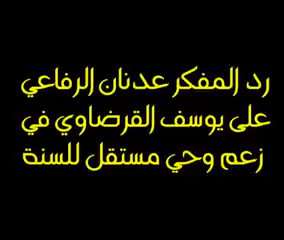 رد المفكر عدنان الرفاعي
على يوسف القرضاوي في
زعم وحي مستقل للسنة